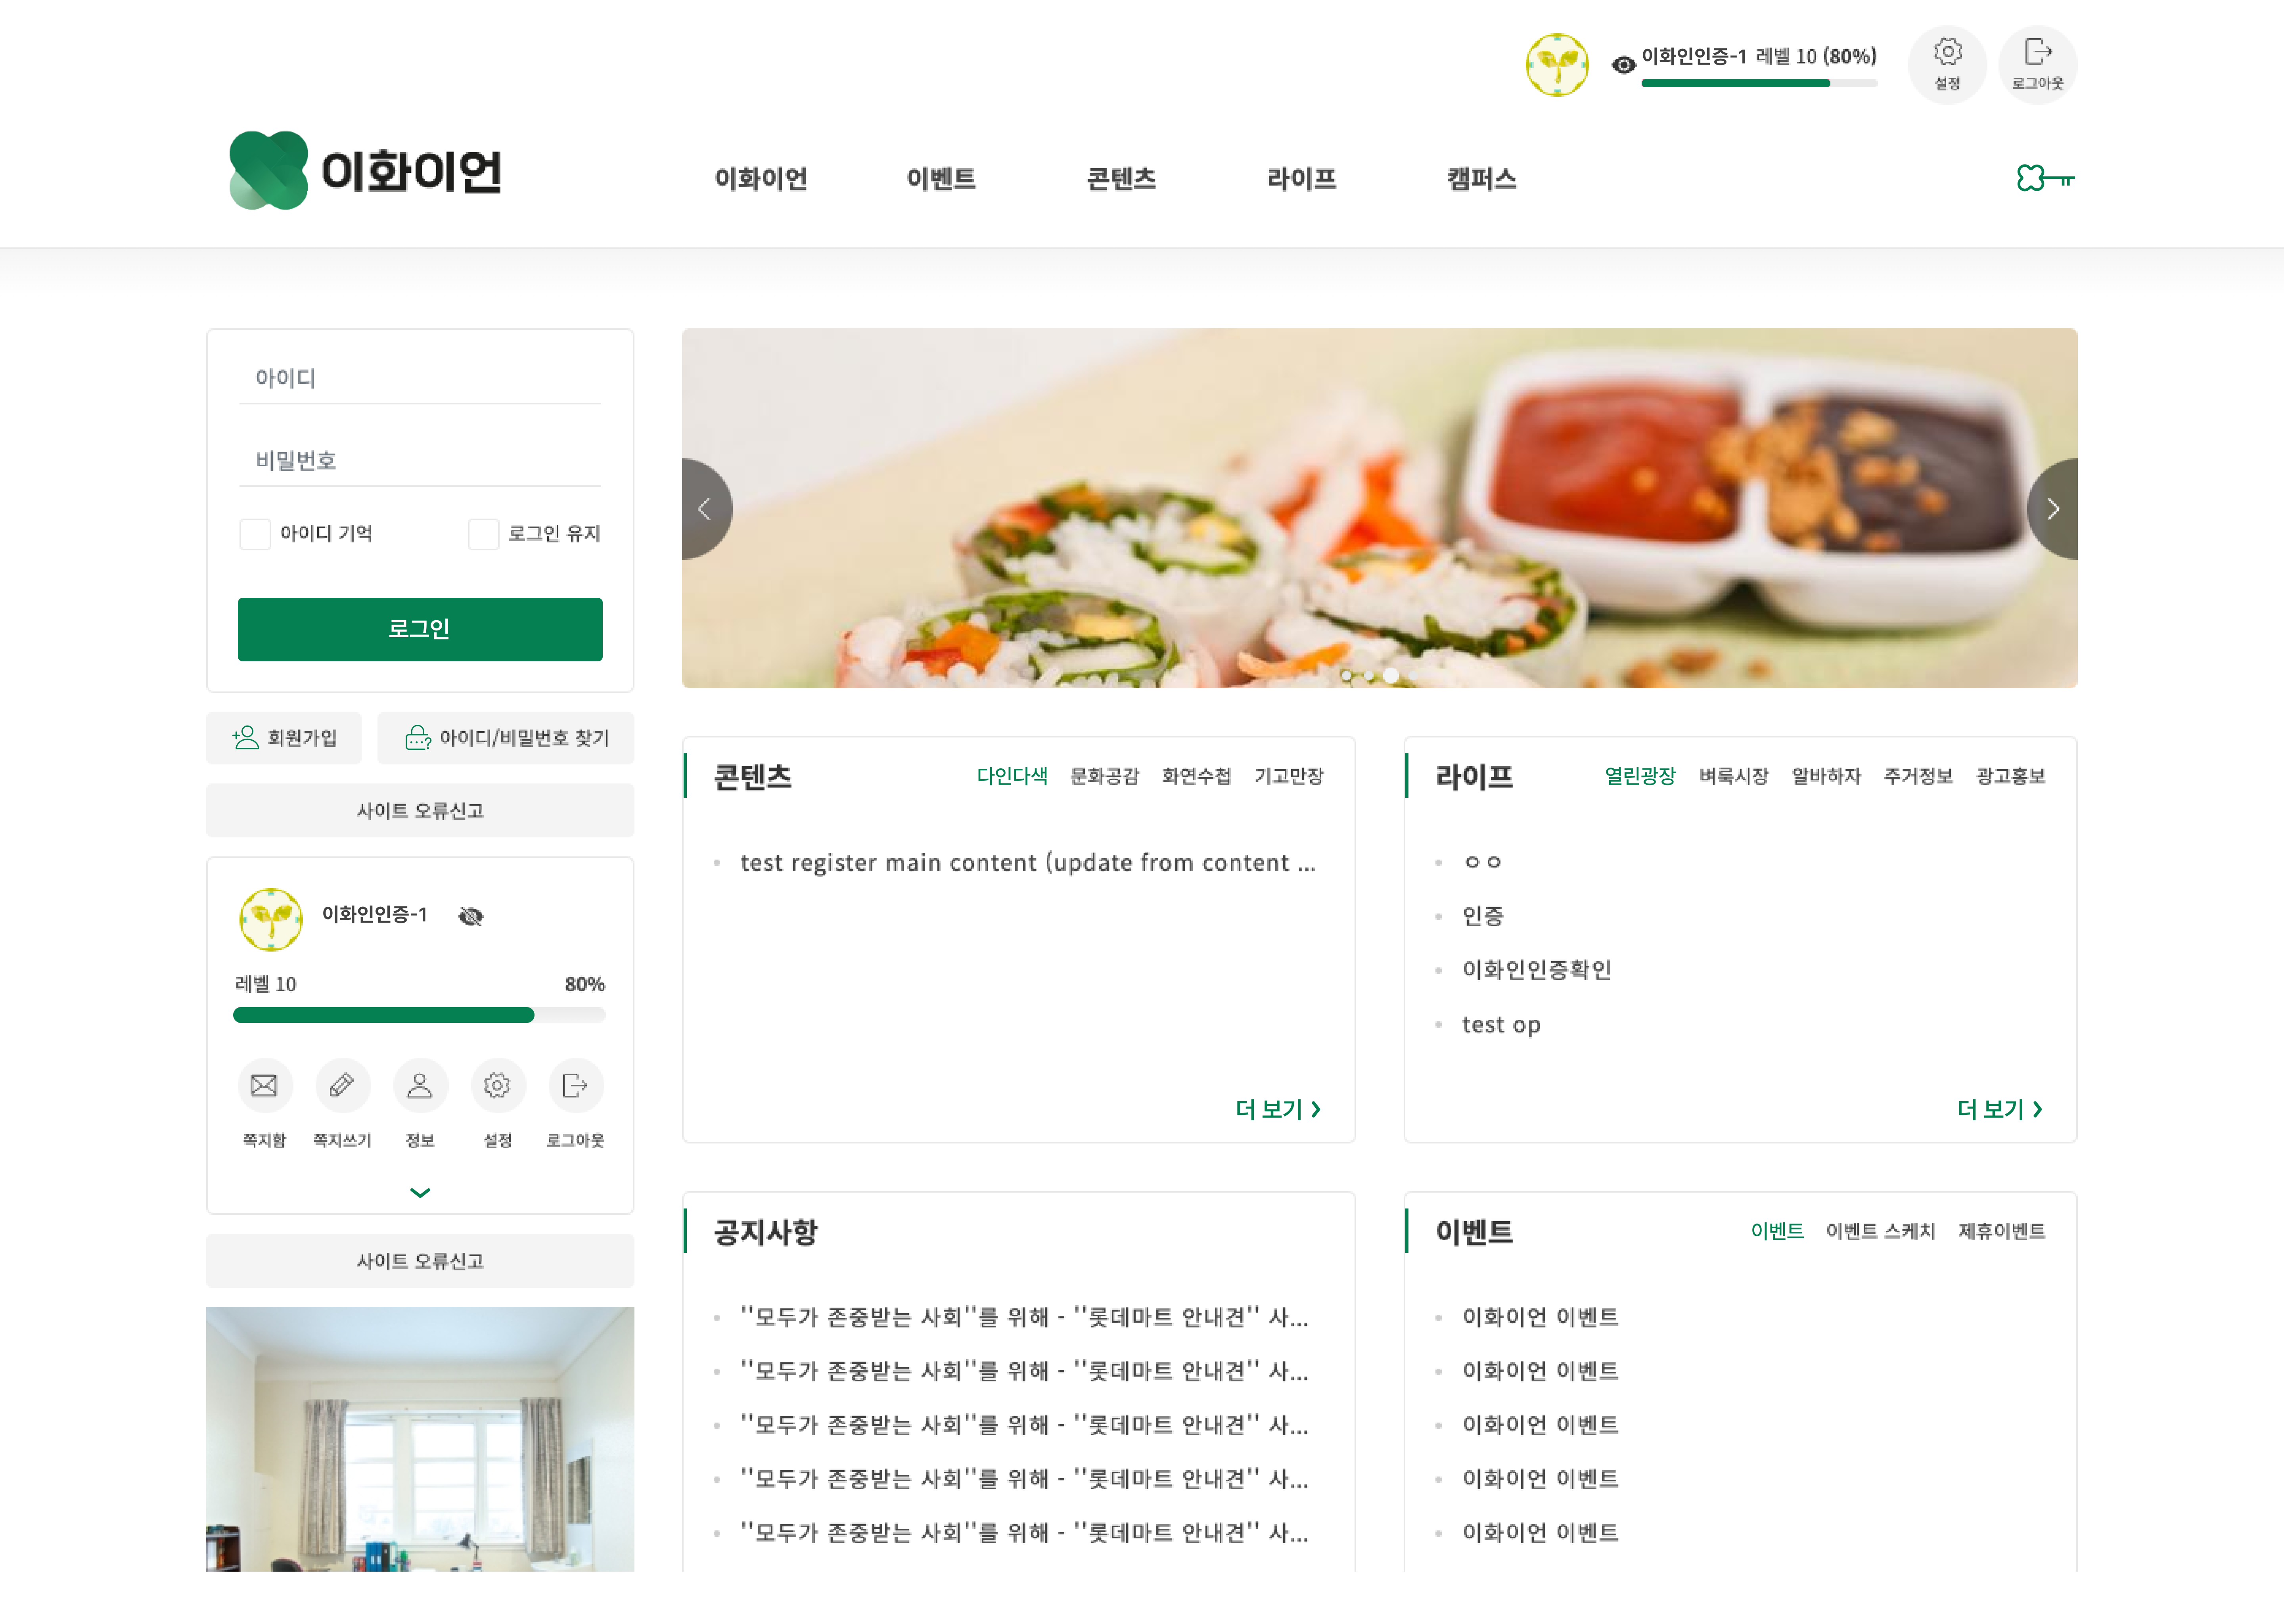 이화인인증-1 레벨 10 (80%)
설정
로그아웃
이화이언
이화이언 이벤트 콘텐츠 라이프 캠퍼스
아이디
비밀번호
아이디 기억 로그인 유지
로그인
회원가입 아이디/비밀번호 찾기
사이트 오류신고
이화인인증-1
레벨 10 80%
쪽지함 쪽지쓰기 정보 설정 로그아웃
사이트 오류신고
콘텐츠 다인다색 문화공감 화연수첩 기고만장
test register main content (update from content ...
더 보기
라이프 열린광장 벼룩시장 알바하자 주거정보 광고홍보
ㅇㅇ
인증
이화인인증확인
test op
더 보기
공지사항
''모두가 존중받는 사회''를 위해 - ''롯데마트 안내견'' 사...
''모두가 존중받는 사회''를 위해 - ''롯데마트 안내견'' 사...
''모두가 존중받는 사회''를 위해 - ''롯데마트 안내견'' 사...
''모두가 존중받는 사회''를 위해 - ''롯데마트 안내견'' 사...
''모두가 존중받는 사회''를 위해 - ''롯데마트 안내견'' 사...
이벤트 이벤트 이벤트 스케치 제휴이벤트
이화이언 이벤트
이화이언 이벤트
이화이언 이벤트
이화이언 이벤트
이화이언 이벤트